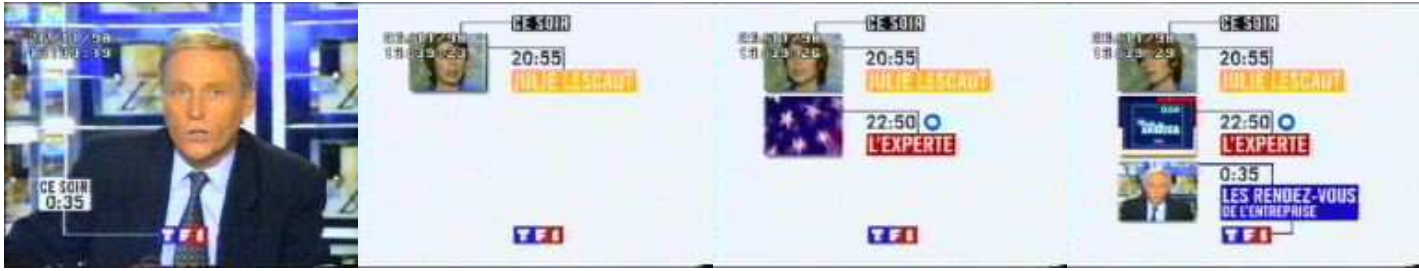 CE SOIR
0:35
TF1
CE SOIR
20:55
JULIE LESCAUT
TF1
CE SOIR
20:55
JULIE LESCAUT
22:50
L'EXPERTE
TF1
CE SOIR
20:55
JULIE LESCAUT
22:50
L'EXPERTE
0:35
LES RENDEZ-VOUS
DE L'ENTREPRISE
TF1